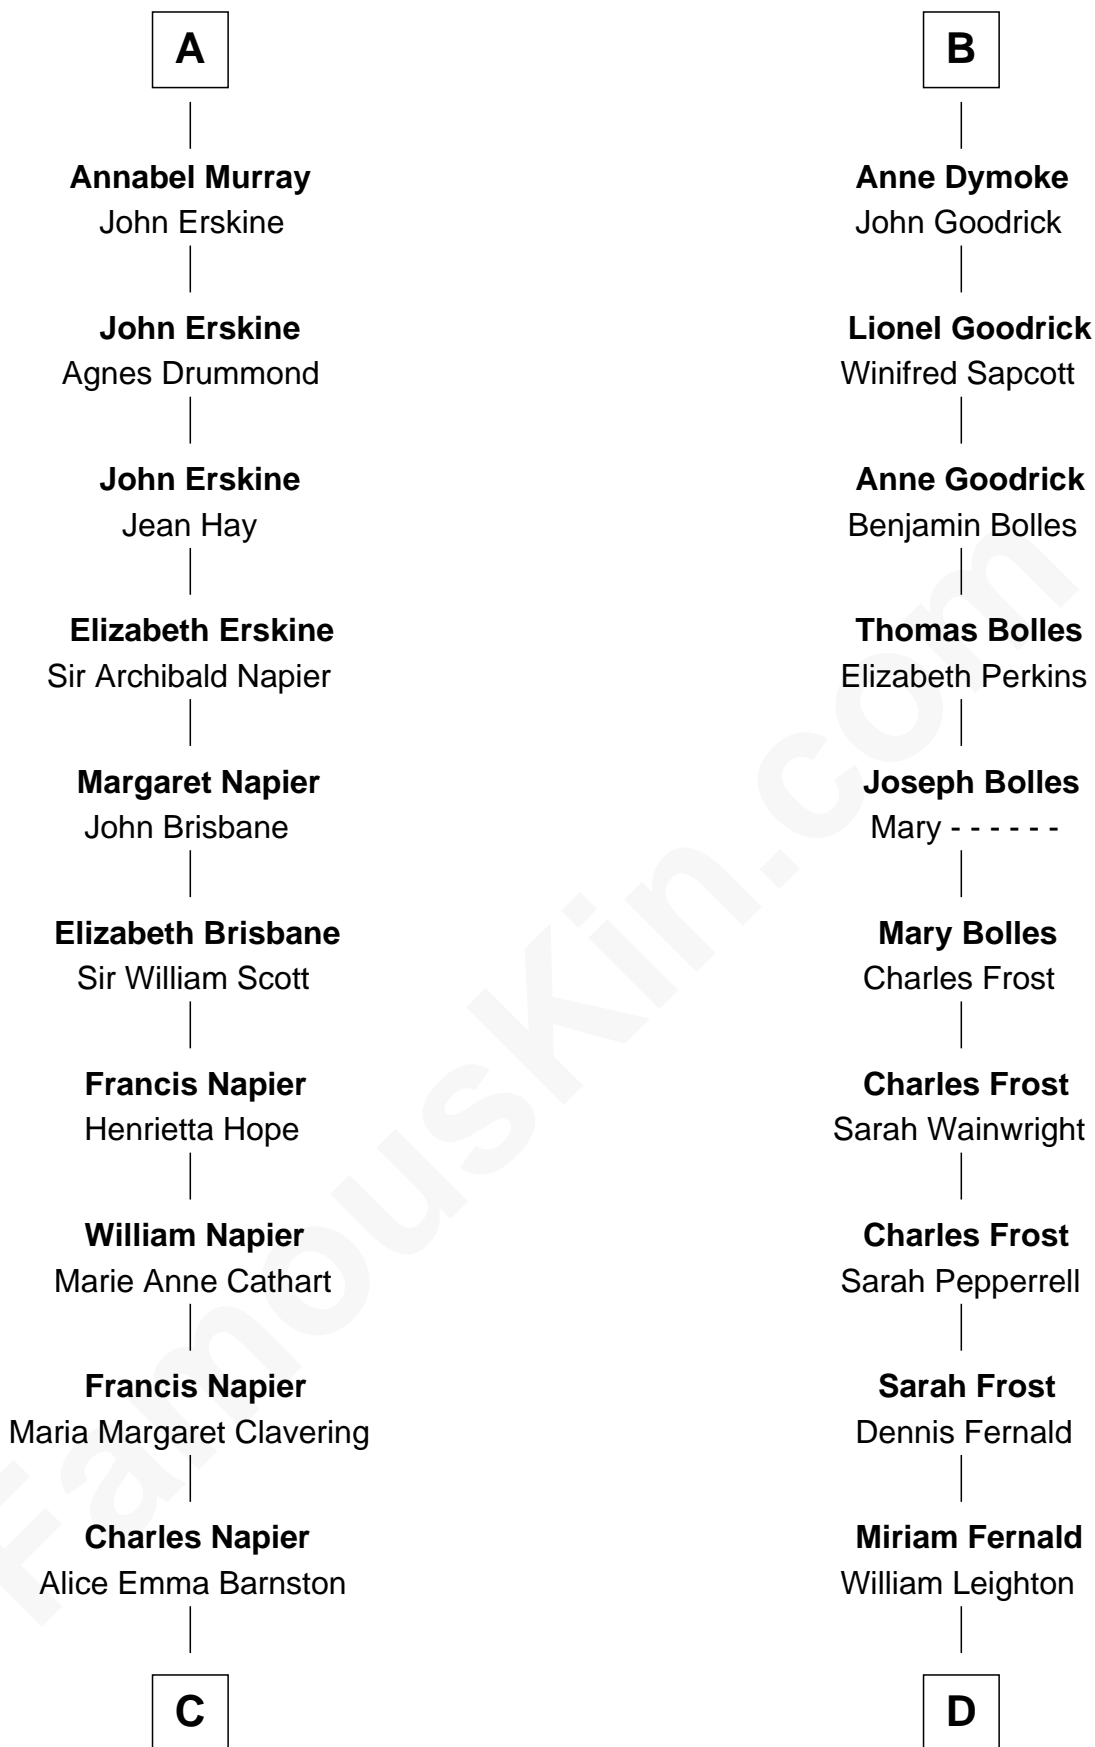 A
Annabel Murray
John Erskine
John Erskine
Agnes Drummond
John Erskine
Jean Hay
Elizabeth Erskine
Sir Archibald Napier
Margaret Napier
John Brisbane
Elizabeth Brisbane
Sir William Scott
Francis Napier
Henrietta Hope
William Napier
Marie Anne Cathart
Francis Napier
Maria Margaret Clavering
Charles Napier
Alice Emma Barnston
C
B
Anne Dymoke
John Goodrick
Lionel Goodrick
Winifred Sapcott
Anne Goodrick
Benjamin Bolles
Thomas Bolles
Elizabeth Perkins
Joseph Bolles
Mary - - - - - -
Mary Bolles
Charles Frost
Charles Frost
Sarah Wainwright
Charles Frost
Sarah Pepperrell
Sarah Frost
Dennis Fernald
Miriam Fernald
William Leighton
D
FamousKin.com